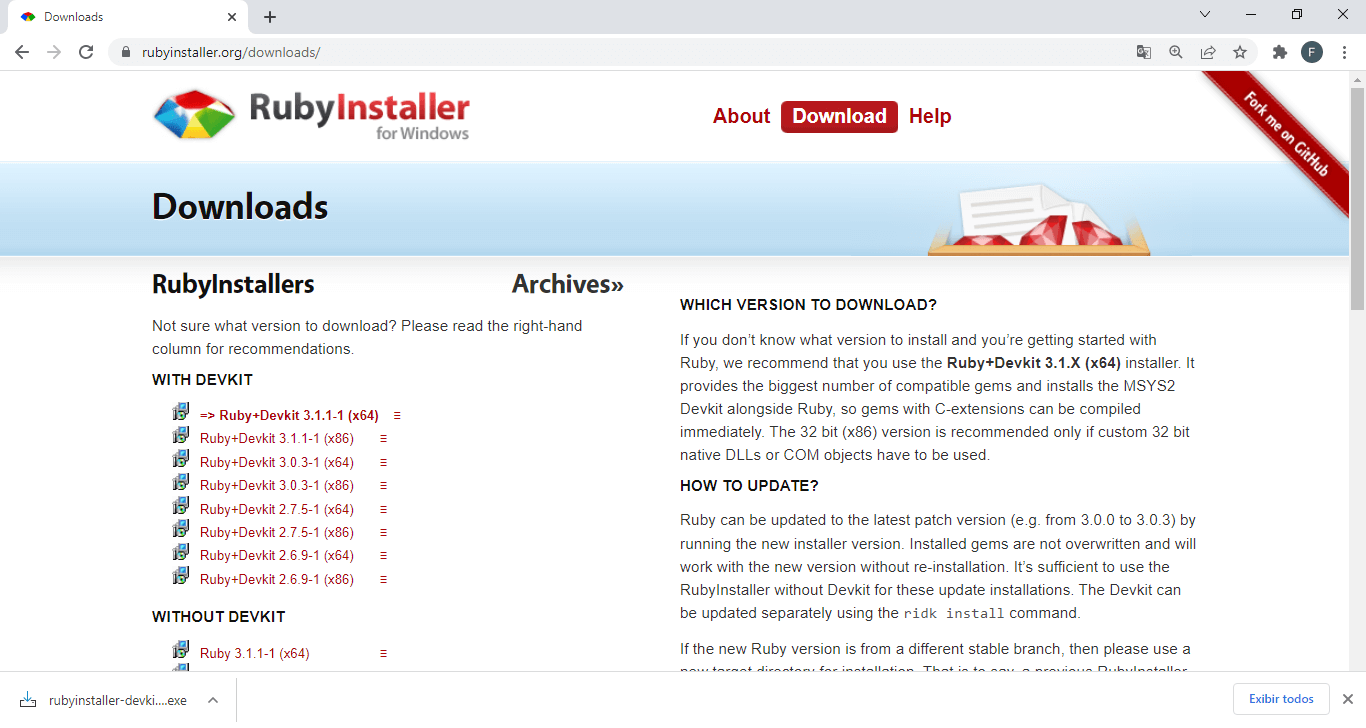 Downloads
rubyinstaller.org/downloads/
F
RubyInstaller
for Windows
About Download Help
Fork me on GitHub
Downloads
RubyInstallers Archives»
Not sure what version to download? Please read the right-hand
column for recommendations.
WITH DEVKIT
=> Ruby+Devkit 3.1.1-1 (x64)
Ruby+Devkit 3.1.1-1 (x86)
Ruby+Devkit 3.0.3-1 (x64)
Ruby+Devkit 3.0.3-1 (x86)
Ruby+Devkit 2.7.5-1 (x64)
Ruby+Devkit 2.7.5-1 (x86)
Ruby+Devkit 2.6.9-1 (x64)
Ruby+Devkit 2.6.9-1 (x86)
WITHOUT DEVKIT
Ruby 3.1.1-1 (x64)
WHICH VERSION TO DOWNLOAD?
If you don’t know what version to install and you’re getting started with
Ruby, we recommend that you use the Ruby+Devkit 3.1.X (x64) installer. It
provides the biggest number of compatible gems and installs the MSYS2
Devkit alongside Ruby, so gems with C-extensions can be compiled
immediately. The 32 bit (x86) version is recommended only if custom 32 bit
native DLLs or COM objects have to be used.
HOW TO UPDATE?
Ruby can be updated to the latest patch version (e.g. from 3.0.0 to 3.0.3) by
running the new installer version. Installed gems are not overwritten and will
work with the new version without re-installation. It’s sufficient to use the
RubyInstaller without Devkit for these update installations. The Devkit can
be updated separately using the ridk install command.
If the new Ruby version is from a different stable branch, then please use a
new target directory for installation. That is to say, a previous RubyInstaller
rubyinstaller-devki....exe
Exibir todos